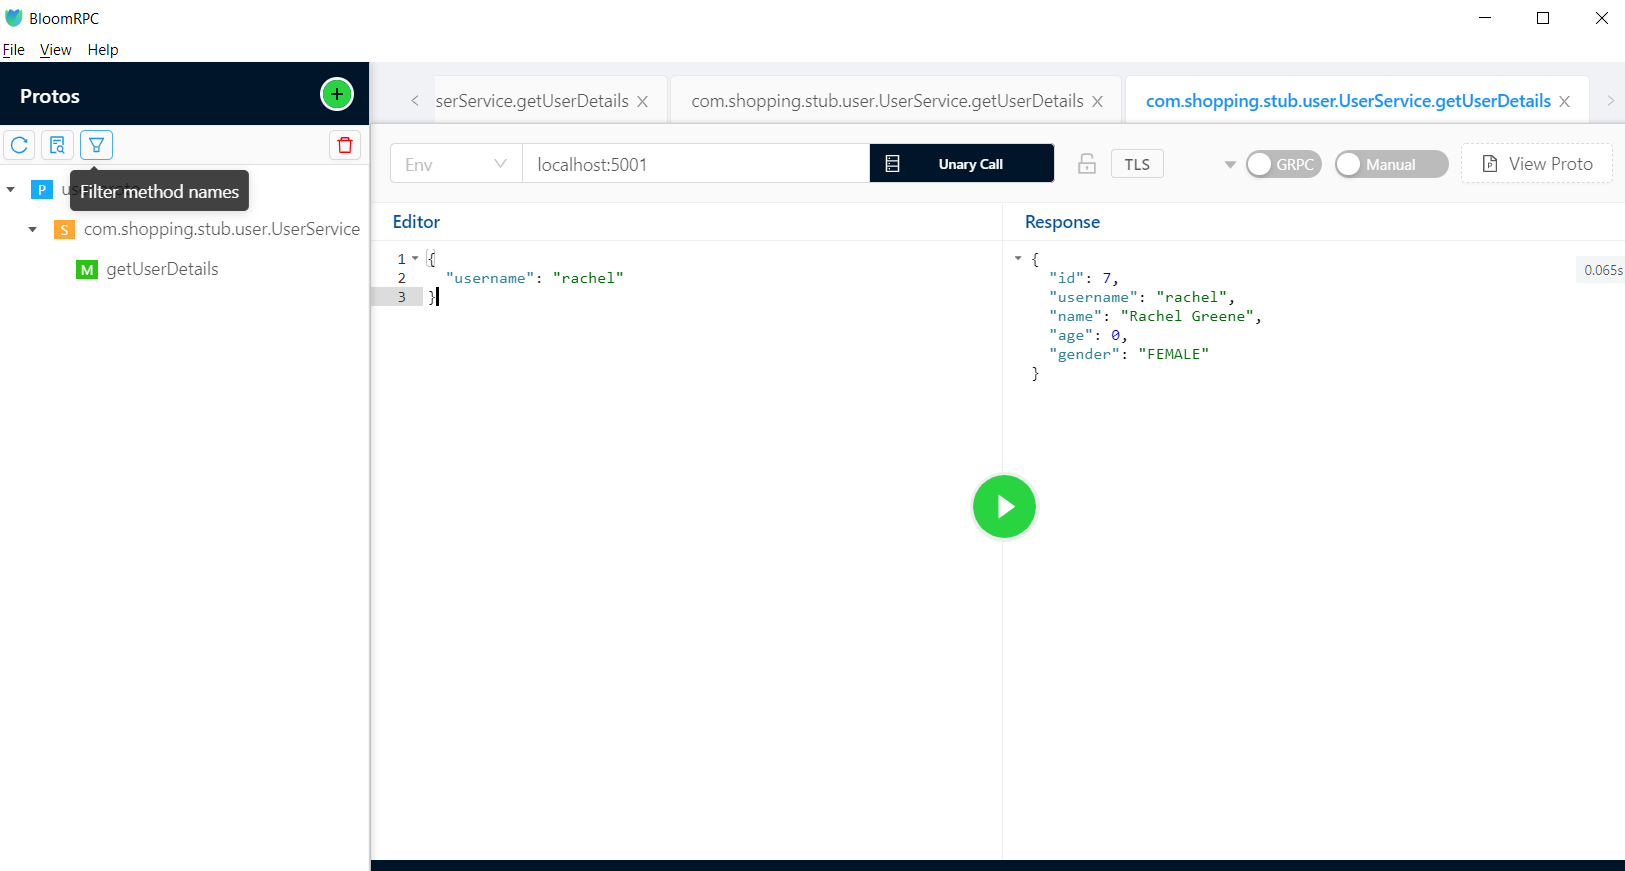 BloomRPC
File View Help
Protos
serService.getUserDetails
com.shopping.stub.user.UserService.getUserDetails
com.shopping.stub.user.UserService.getUserDetails
Env
localhost:5001
Unary Call
TLS
GRPC
Manual
View Proto
Filter method names
P
S com.shopping.stub.user.UserService
M getUserDetails
Editor
1 {
2 "username": "rachel"
3 }
Response
{
"id": 7,
"username": "rachel",
"name": "Rachel Greene",
"age": 0,
"gender": "FEMALE"
}
0.065s